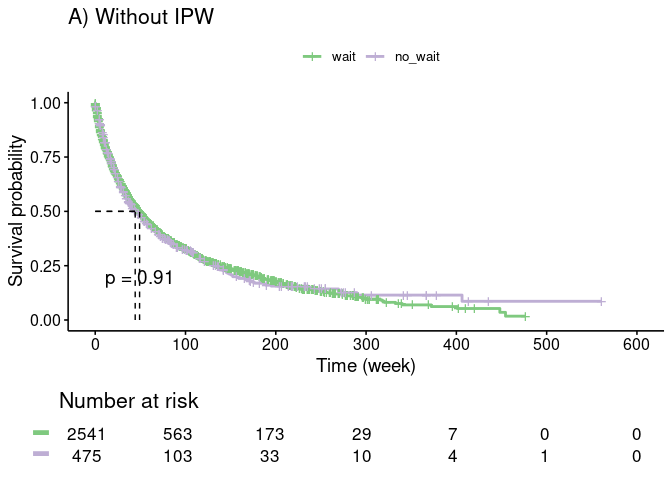 A) Without IPW
wait no_wait
1.00
0.75
0.50
0.25
0.00
Survival probability
p = 0.91
0 100 200 300 400 500 600
Time (week)
Number at risk
2541 563 173 29 7 0 0
475 103 33 10 4 1 0